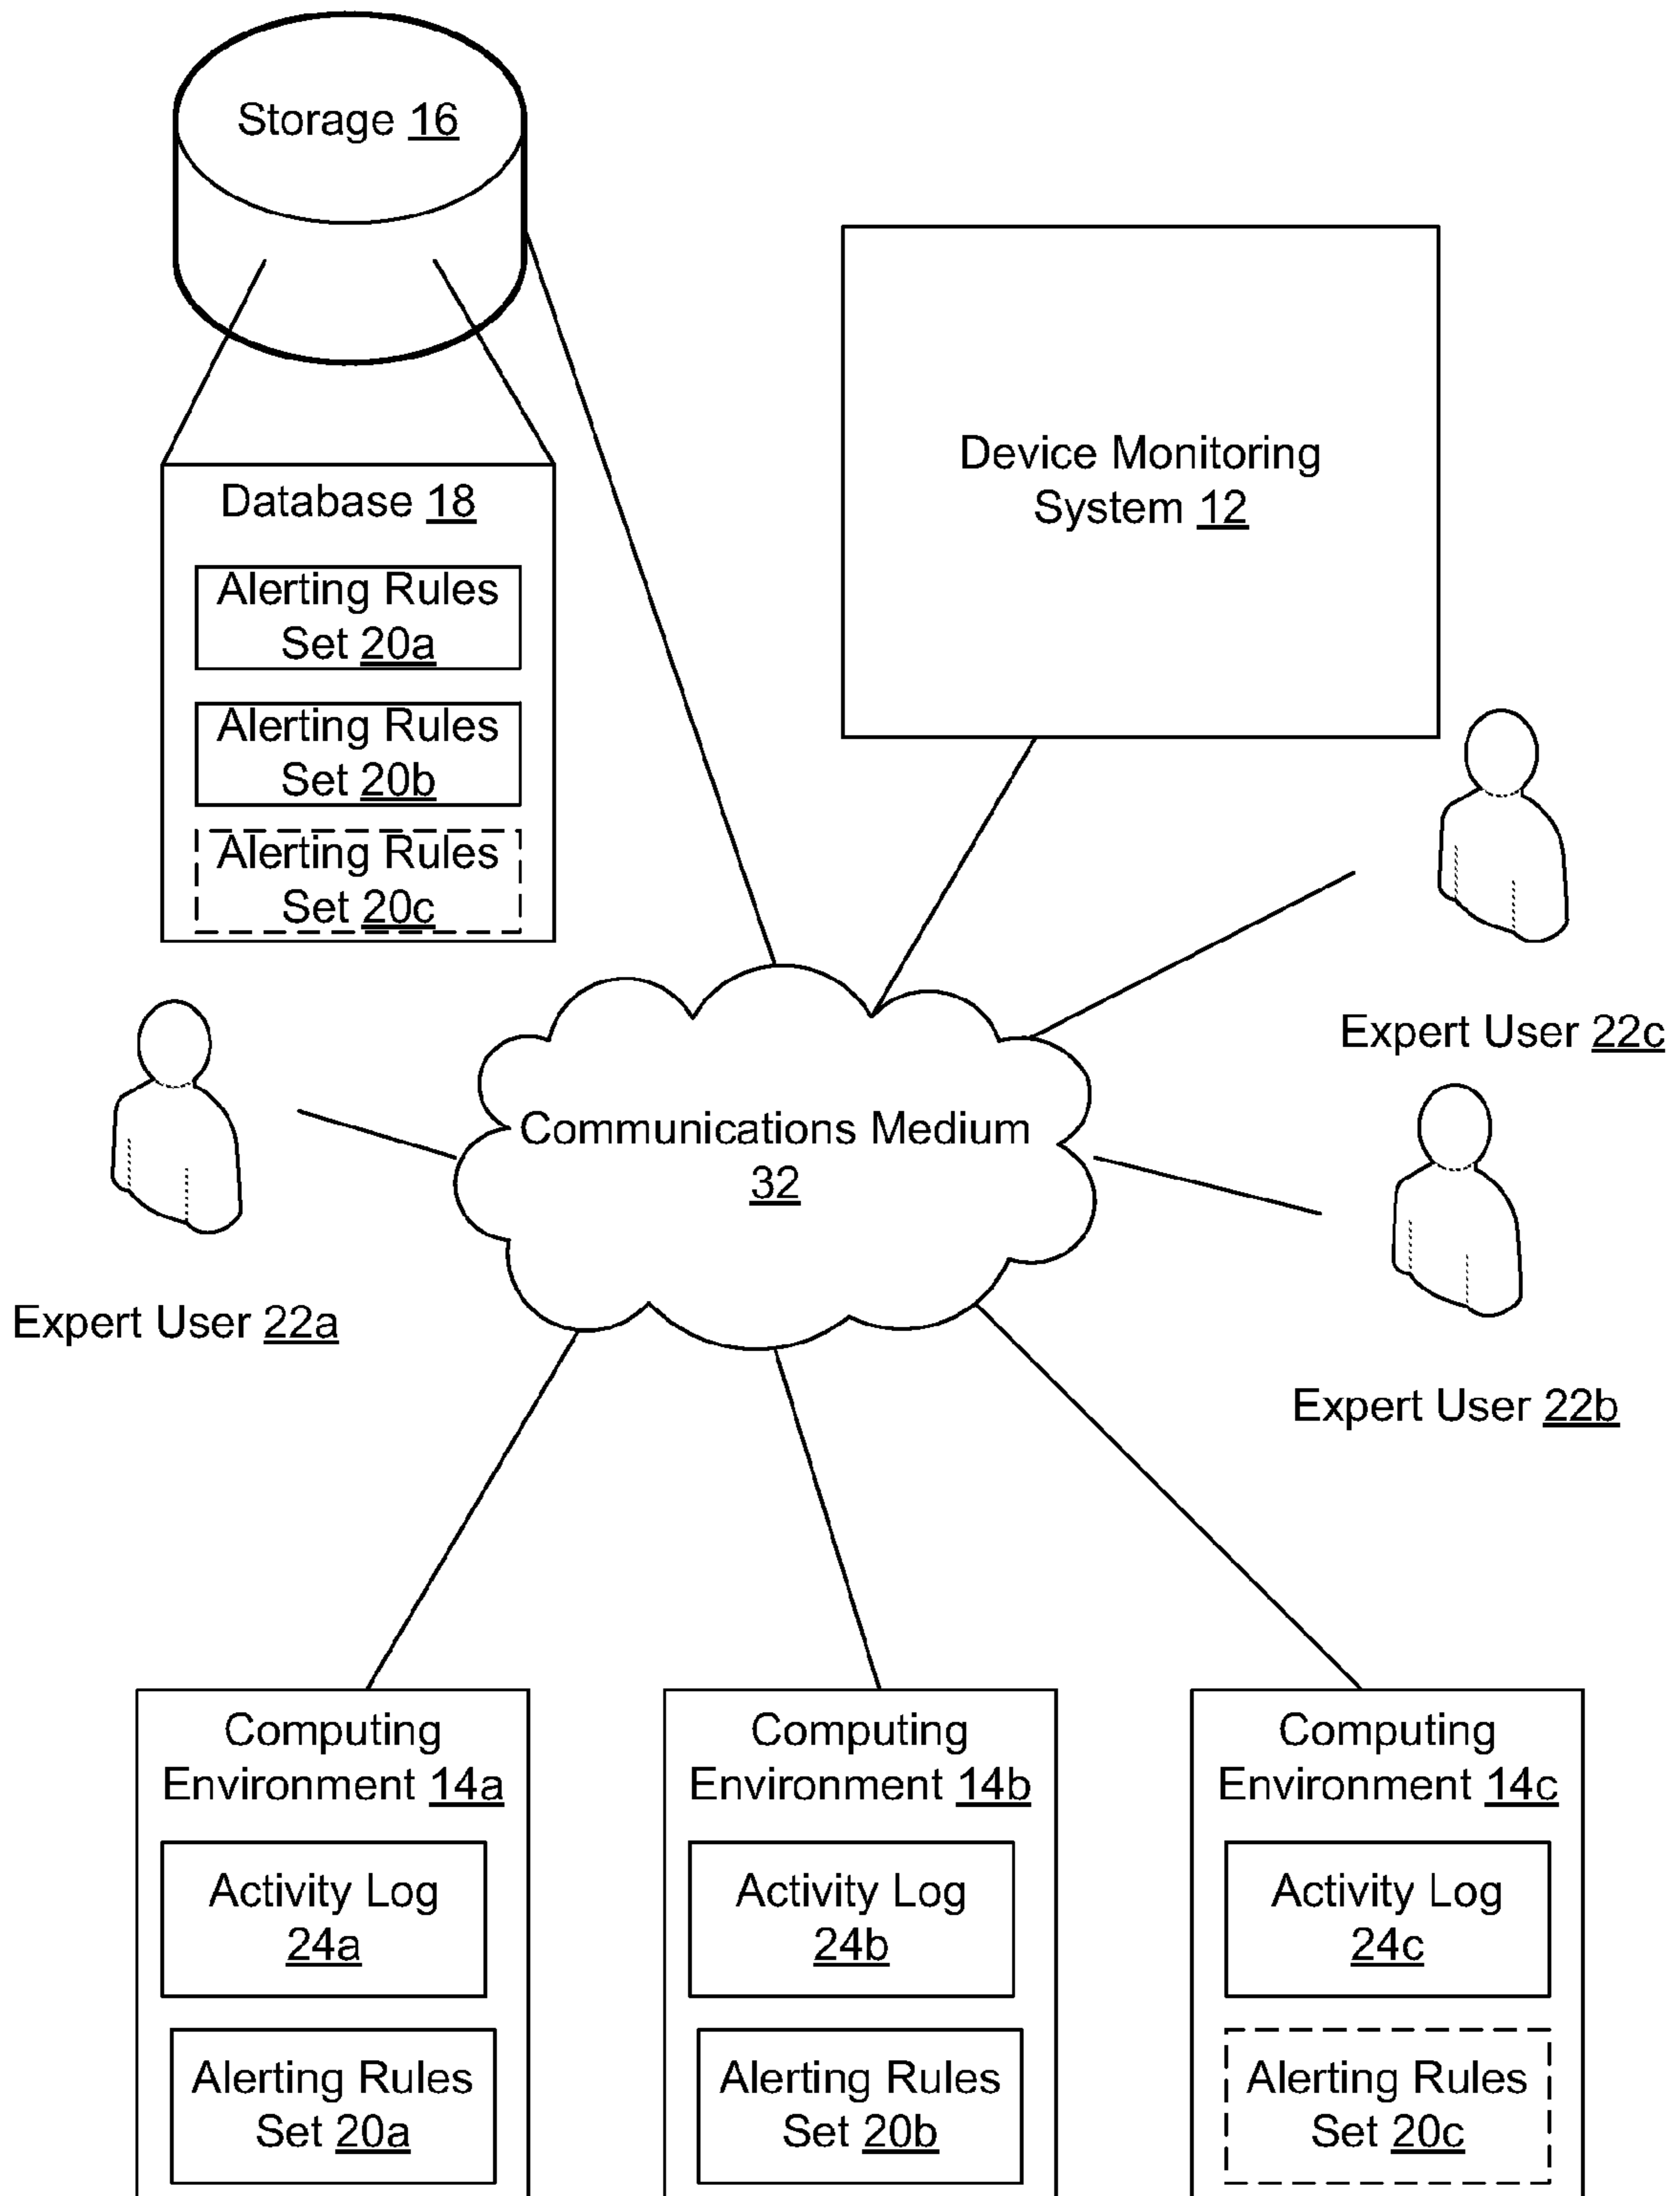 Storage 16
Device Monitoring
System 12
Database 18
Alerting Rules
Set 20a
Alerting Rules
Set 20b
Alerting Rules
Set 20c
Expert User 22c
Communications Medium
32
Expert User 22a
Expert User 22b
Computing
Environment 14a
Activity Log
24a
Alerting Rules
Set 20a
Computing
Environment 14b
Activity Log
24b
Alerting Rules
Set 20b
Computing
Environment 14c
Activity Log
24c
Alerting Rules
Set 20c